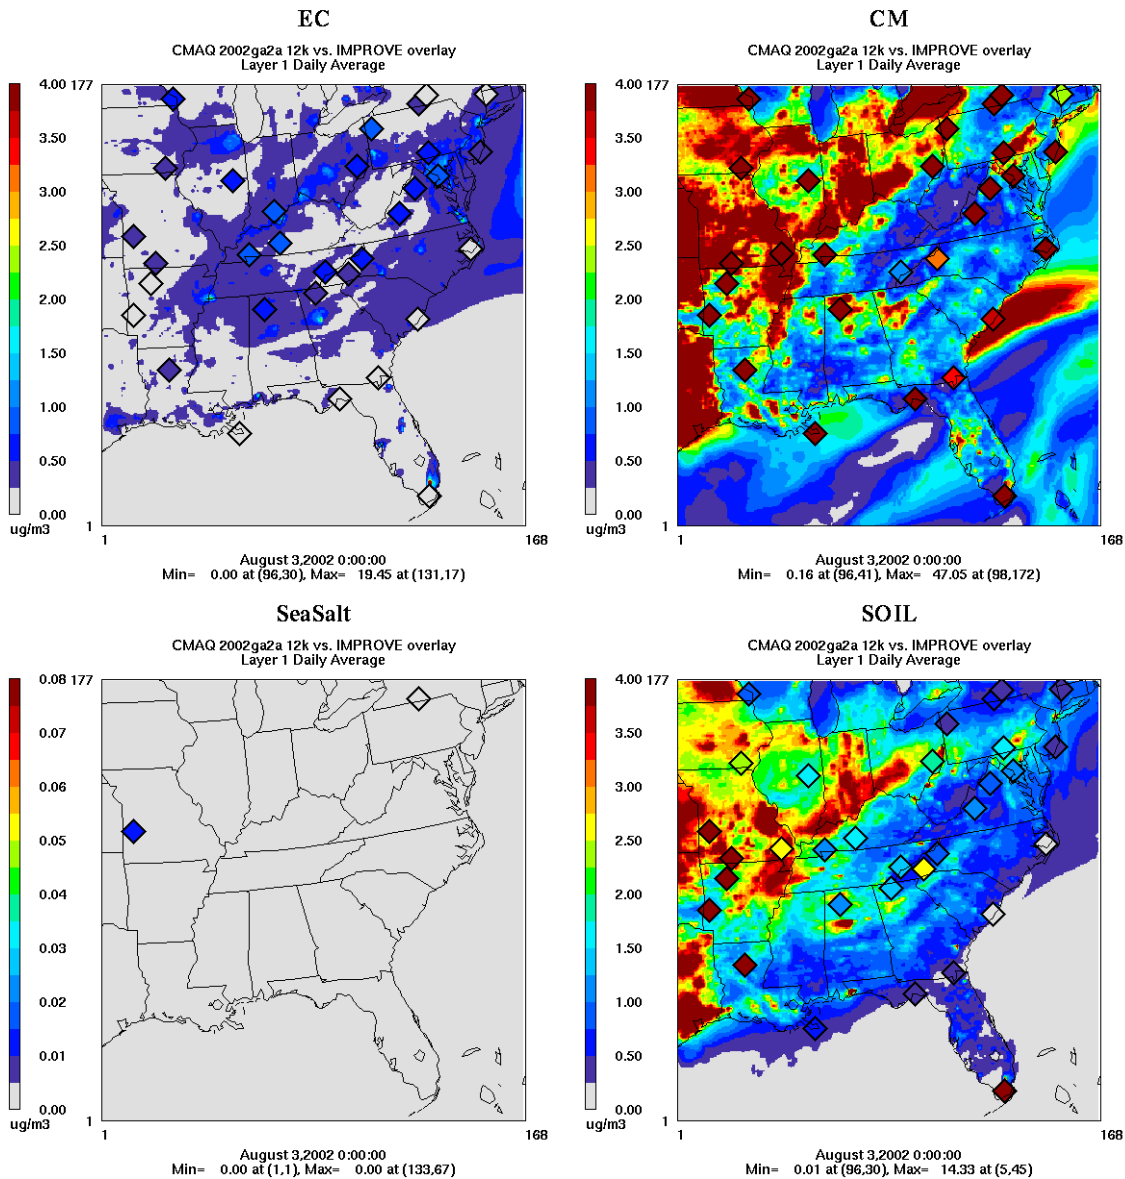 EC
CMAQ 2002ga2a 12k vs. IMPROVE overlay
Layer 1 Daily Average
4.00 177
3.50
3.00
2.50
2.00
1.50
1.00
0.50
0.00
ug/m3
1
1 168
August 3,2002 0:00:00
Min= 0.00 at (96,30), Max= 19.45 at (131,17)
CM
CMAQ 2002ga2a 12k vs. IMPROVE overlay
Layer 1 Daily Average
4.00 177
3.50
3.00
2.50
2.00
1.50
1.00
0.50
0.00
ug/m3
1
1 168
August 3,2002 0:00:00
Min= 0.16 at (96,41), Max= 47.05 at (98,172)
SeaSalt
CMAQ 2002ga2a 12k vs. IMPROVE overlay
Layer 1 Daily Average
0.08 177
0.07
0.06
0.05
0.04
0.03
0.02
0.01
0.00
ug/m3
1
1 168
August 3,2002 0:00:00
Min= 0.00 at (1,1), Max= 0.00 at (133,67)
SOIL
CMAQ 2002ga2a 12k vs. IMPROVE overlay
Layer 1 Daily Average
4.00 177
3.50
3.00
2.50
2.00
1.50
1.00
0.50
0.00
ug/m3
1
1 168
August 3,2002 0:00:00
Min= 0.01 at (96,30), Max= 14.33 at (5,45)